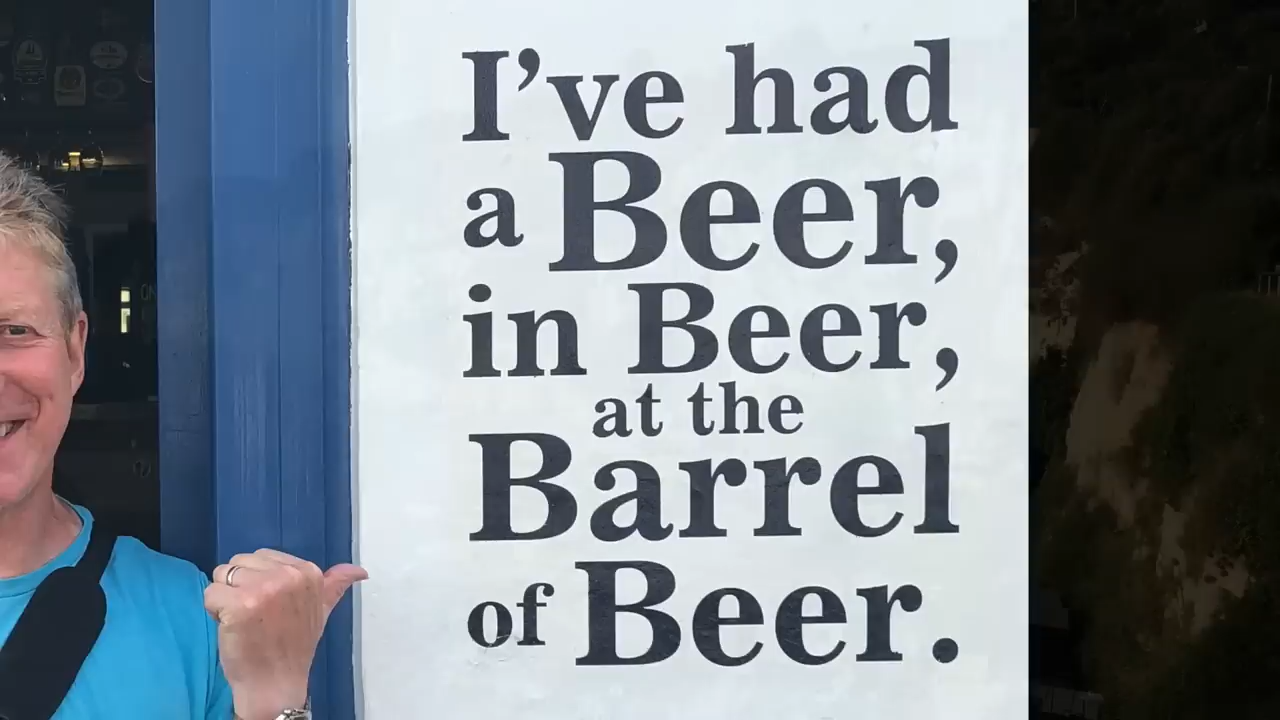 I’ve had
a Beer,
in Beer,
at the
Barrel
of Beer.